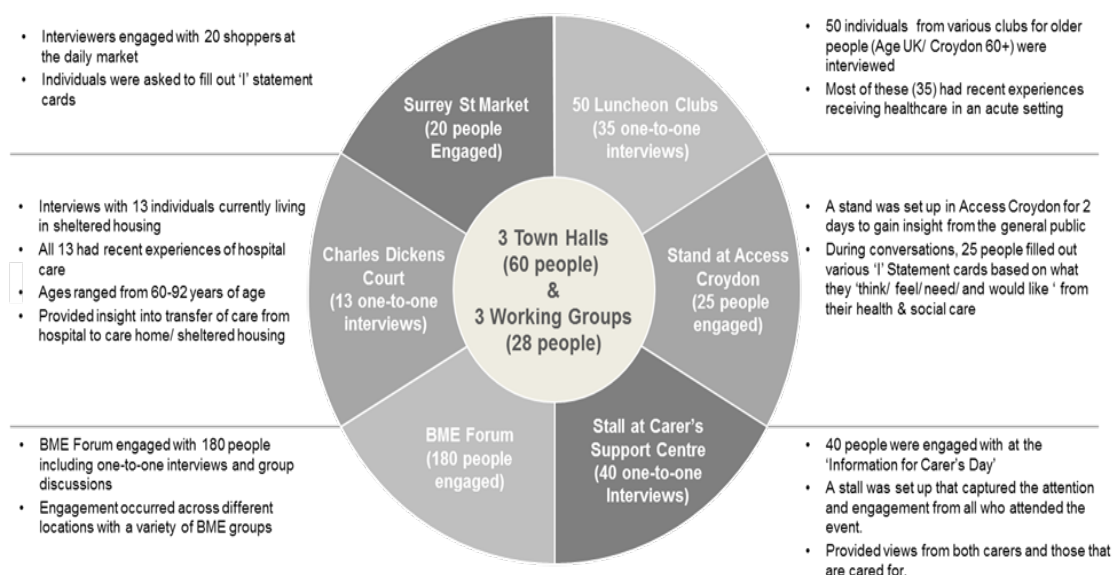 • Interviewers engaged with 20 shoppers at
the daily market
• Individuals were asked to fill out 'I' statement
cards
• 50 individuals from various clubs for older
people (Age UK/ Croydon 60+) were
interviewed
• Most of these (35) had recent experiences
receiving healthcare in an acute setting
Surrey St Market
(20 people
Engaged)
50 Luncheon Clubs
(35 one-to-one
interviews)
• Interviews with 13 individuals currently living
in sheltered housing
• All 13 had recent experiences of hospital
care
• Ages ranged from 60-92 years of age
• Provided insight into transfer of care from
hospital to care home/ sheltered housing
Charles Dickens
Court
(13 one-to-one
interviews)
3 Town Halls
(60 people)
&
3 Working Groups
(28 people)
Stand at Access
Croydon
(25 people
engaged)
• A stand was set up in Access Croydon for 2
days to gain insight from the general public
• During conversations, 25 people filled out
various 'I' Statement cards based on what
they 'think/ feel/ need/ and would like ' from
their health & social care
• BME Forum engaged with 180 people
including one-to-one interviews and group
discussions
• Engagement occurred across different
locations with a variety of BME groups
BME Forum
(180 people
engaged)
Stall at Carer's
Support Centre
(40 one-to-one
Interviews)
• 40 people were engaged with at the
'Information for Carer's Day'
• A stall was set up that captured the attention
and engagement from all who attended the
event.
• Provided views from both carers and those that
are cared for.